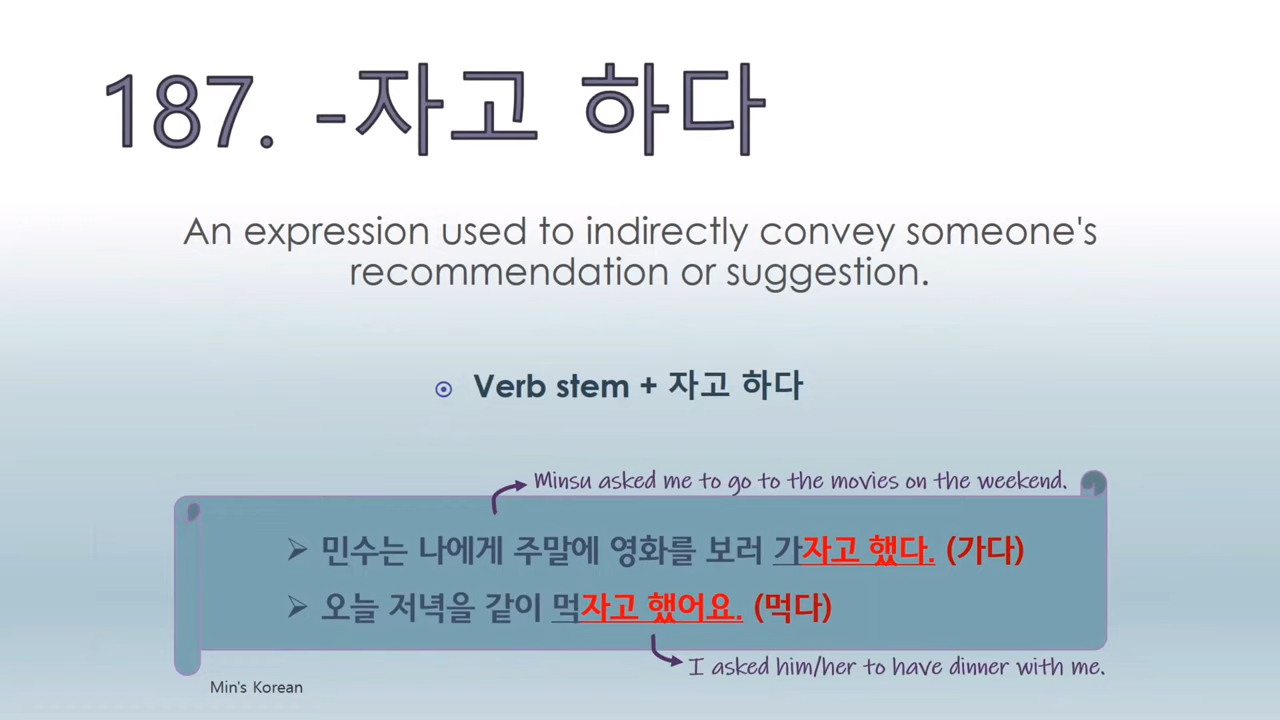 187. -자고 하다
An expression used to indirectly convey someone's
recommendation or suggestion.
Verb stem + 자고 하다
Minsu asked me to go to the movies on the weekend.
민수는 나에게 주말에 영화를 보러 가자고 했다. (가다)
오늘 저녁을 같이 먹자고 했어요. (먹다)
I asked him/her to have dinner with me.
Min's Korean